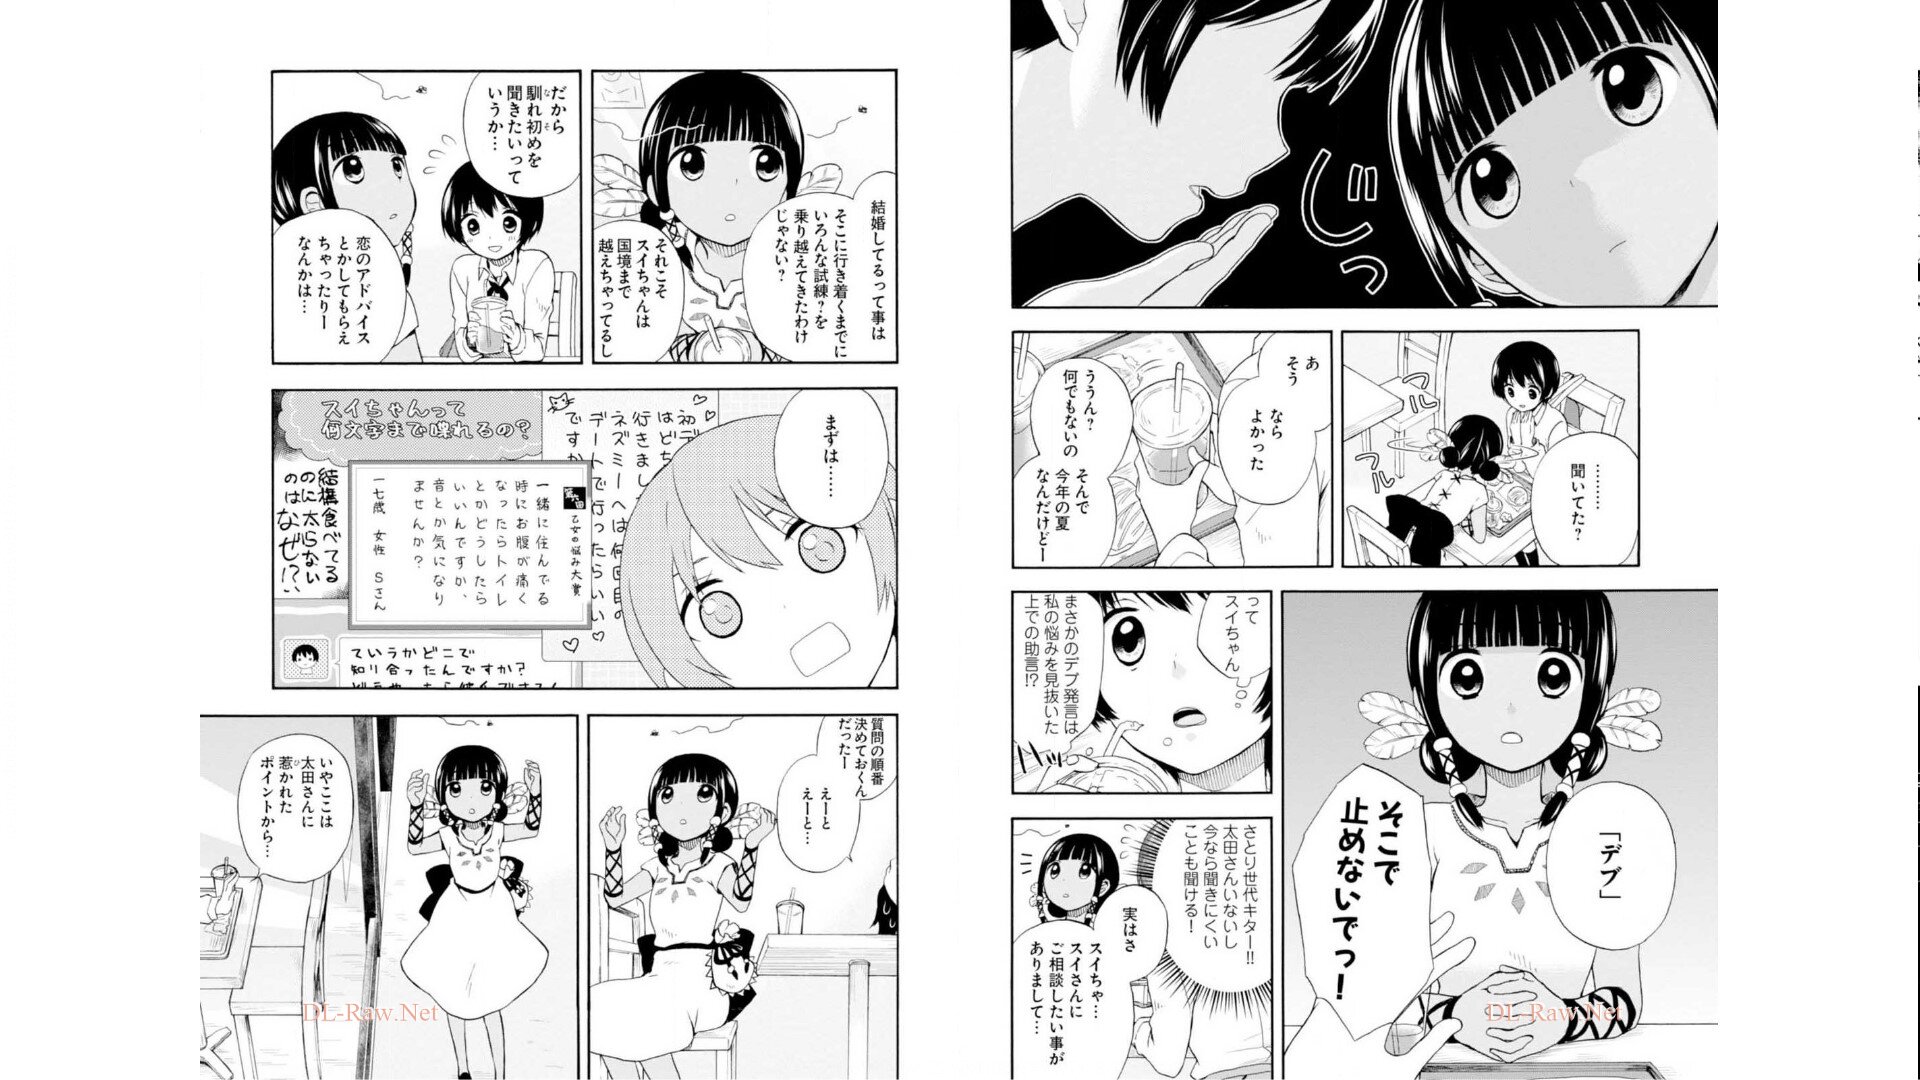 じっ
…………
聞いてた?
フルフル
あ
そう
なら
よかった
ううん?
何でもないの
そんで
今年の夏
なんだけどー
「デブ」
そこで
止めないでっ!
って
スイちゃん
まさかのデブ発言は
私の悩みを見抜いた
上での助言!?
さとり世代キター!!
太田さんいないし
今なら聞きにくい
ことも聞ける!
実はさ
スイちゃ…
スイさんに
ご相談したい事が
ありまして…
結婚してるって事は
そこに行き着くまでに
いろんな試練?を
乗り越えてきたわけ
じゃない?
それこそ
スイちゃんは
国境まで
越えちゃってるし
だから
馴れ初めを
なそ
聞きたいって
いうか…
恋のアドバイス
とかしてもらえ
ちゃったりー
なんかは…
まずは……
初デ
はどち
行きまし
ネズミーへは何回目の
デートで行ったらいい
ですか
スイちゃんって
何文字まで喋れるの?
結構食べてる
のに太らない
のはなぜ!?
第六回
乙女の悩み大賞
一緒に住んでる
時にお腹が痛く
なったらトイレ
とかどうしたら
いいんですか、
音とか気になり
ませんか?
一七歳 女性 Sさん
ていうかどこで
知り合ったんですか?
質問の順番
決めておくん
だったー
えーと
えーと…
いやここは
太田さんに
惹かれた
ひ
ポイントから…
DL-Raw.Net
DL-Raw.Net